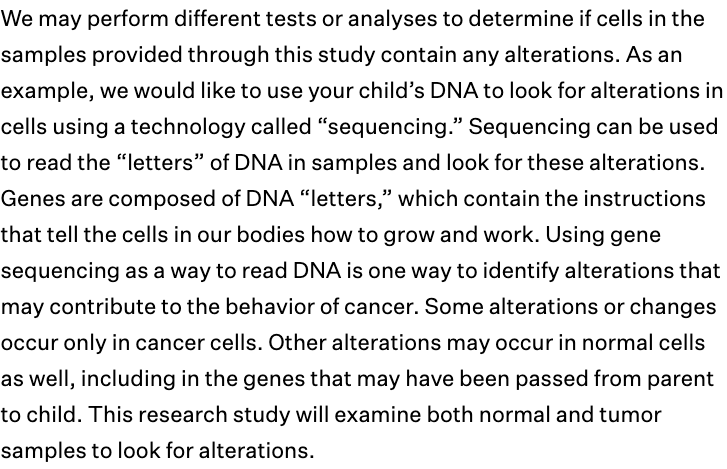 We may perform different tests or analyses to determine if cells in the
samples provided through this study contain any alterations. As an
example, we would like to use your child’s DNA to look for alterations in
cells using a technology called “sequencing.” Sequencing can be used
to read the “letters” of DNA in samples and look for these alterations.
Genes are composed of DNA “letters,” which contain the instructions
that tell the cells in our bodies how to grow and work. Using gene
sequencing as a way to read DNA is one way to identify alterations that
may contribute to the behavior of cancer. Some alterations or changes
occur only in cancer cells. Other alterations may occur in normal cells
as well, including in the genes that may have been passed from parent
to child. This research study will examine both normal and tumor
samples to look for alterations.